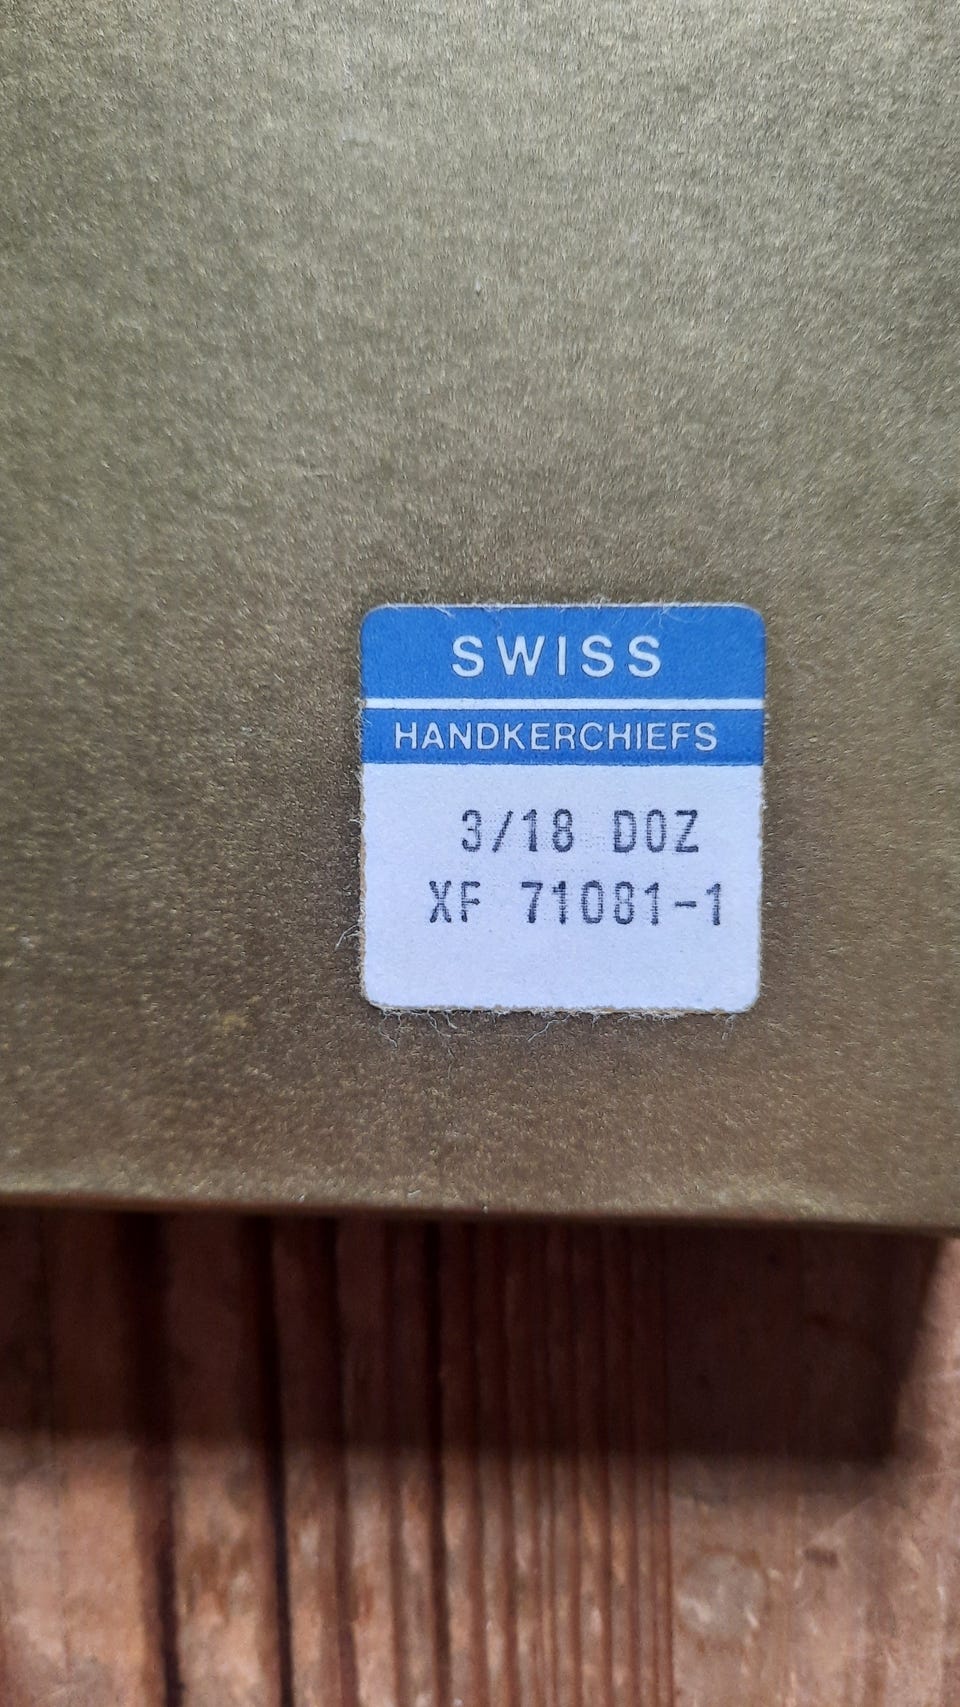 SWISS
HANDKERCHIEFS
3/18 DOZ
XF 71081-1